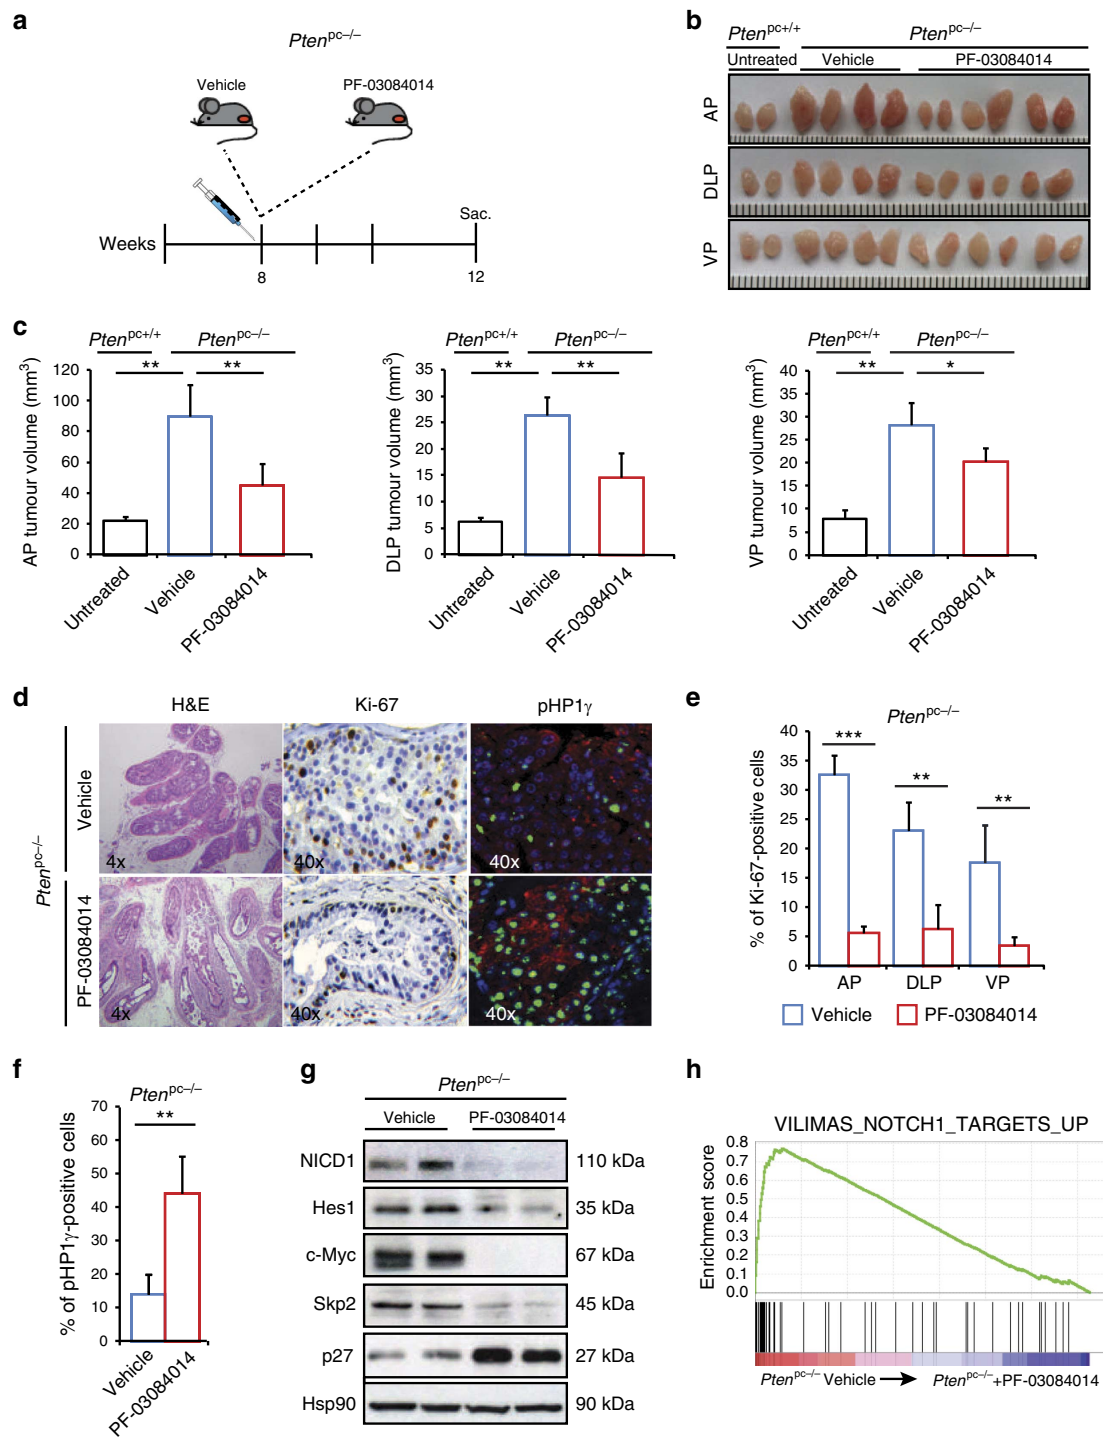 a
Pten^pc–/–
Vehicle
PF-03084014
Sac.
Weeks
8
12
b
Pten^pc+/+
Pten^pc–/–
Untreated
Vehicle
PF-03084014
AP
DLP
VP
c
Pten^pc+/+
Pten^pc–/–
**
**
AP tumour volume (mm³)
120
100
80
60
40
20
0
Untreated
Vehicle
PF-03084014
Pten^pc+/+
Pten^pc–/–
**
**
DLP tumour volume (mm³)
35
30
25
20
15
10
5
0
Untreated
Vehicle
PF-03084014
Pten^pc+/+
Pten^pc–/–
**
*
VP tumour volume (mm³)
40
35
30
25
20
15
10
5
0
Untreated
Vehicle
PF-03084014
d
H&E
Ki-67
pHP1γ
Pten^pc–/–
Vehicle
4x
40x
40x
PF-03084014
4x
40x
40x
e
Pten^pc–/–
% of Ki-67-positive cells
40
35
30
25
20
15
10
5
0
***
**
**
AP
DLP
VP
Vehicle
PF-03084014
f
Pten^pc–/–
**
% of pHP1γ-positive cells
70
60
50
40
30
20
10
0
Vehicle
PF-03084014
g
Pten^pc–/–
Vehicle
PF-03084014
NICD1 110 kDa
Hes1 35 kDa
c-Myc 67 kDa
Skp2 45 kDa
p27 27 kDa
Hsp90 90 kDa
h
VILIMAS_NOTCH1_TARGETS_UP
Enrichment score
0.8
0.7
0.6
0.5
0.4
0.3
0.2
0.1
0.0
Pten^pc–/– Vehicle
Pten^pc–/–+PF-03084014